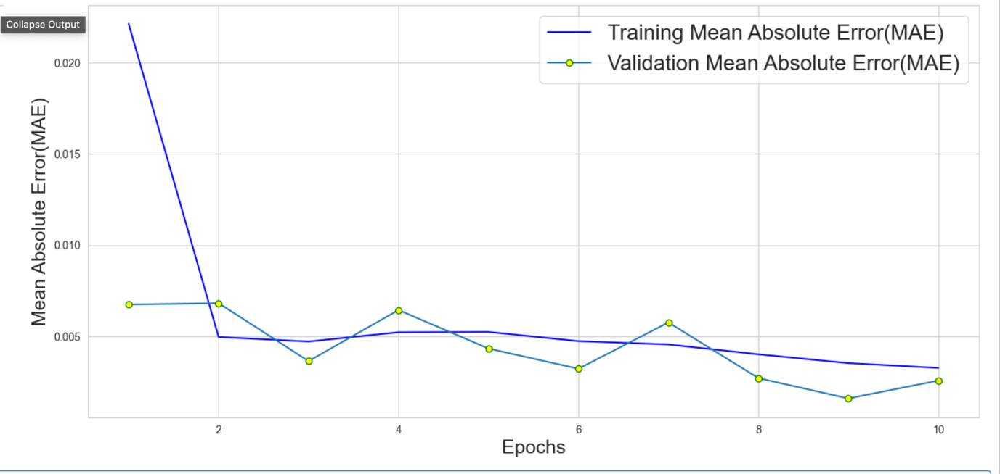 Collapse Output
Training Mean Absolute Error(MAE)
Validation Mean Absolute Error(MAE)
Mean Absolute Error(MAE)
0.020
0.015
0.010
0.005
2 4 6 8 10
Epochs